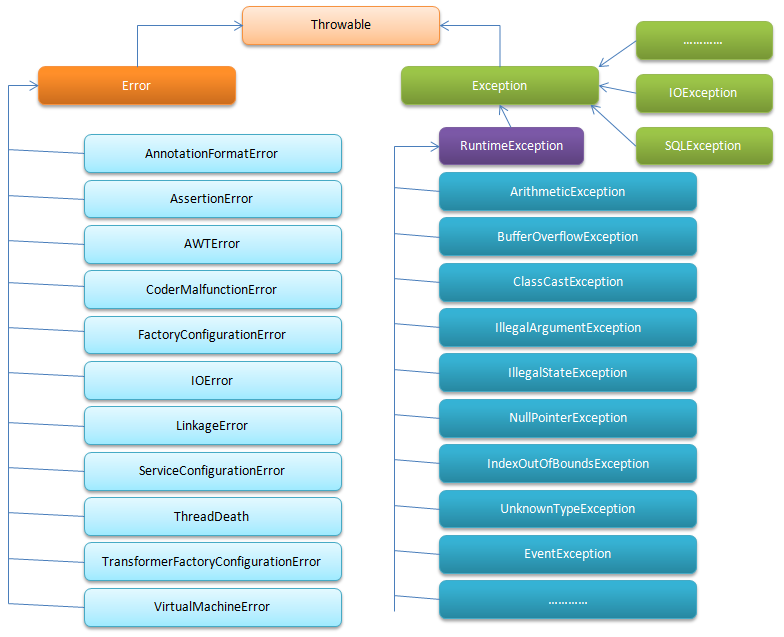 Throwable
Error
Exception
…………
IOException
SQLException
RuntimeException
AnnotationFormatError
AssertionError
AWTError
CoderMalfunctionError
FactoryConfigurationError
IOError
LinkageError
ServiceConfigurationError
ThreadDeath
TransformerFactoryConfigurationError
VirtualMachineError
ArithmeticException
BufferOverflowException
ClassCastException
IllegalArgumentException
IllegalStateException
NullPointerException
IndexOutOfBoundsException
UnknownTypeException
EventException
…………